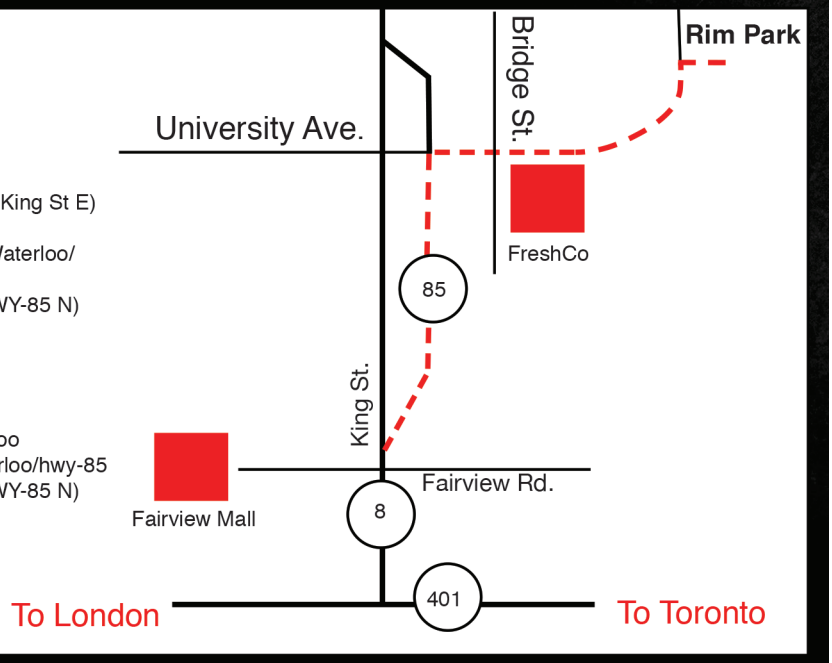 Rim Park
Bridge St.
University Ave.
King St E)
FreshCo
Waterloo/
85
WY-85 N)
King St.
oo
rloo/hwy-85
Fairview Rd.
WY-85 N)
8
Fairview Mall
401
To London
To Toronto